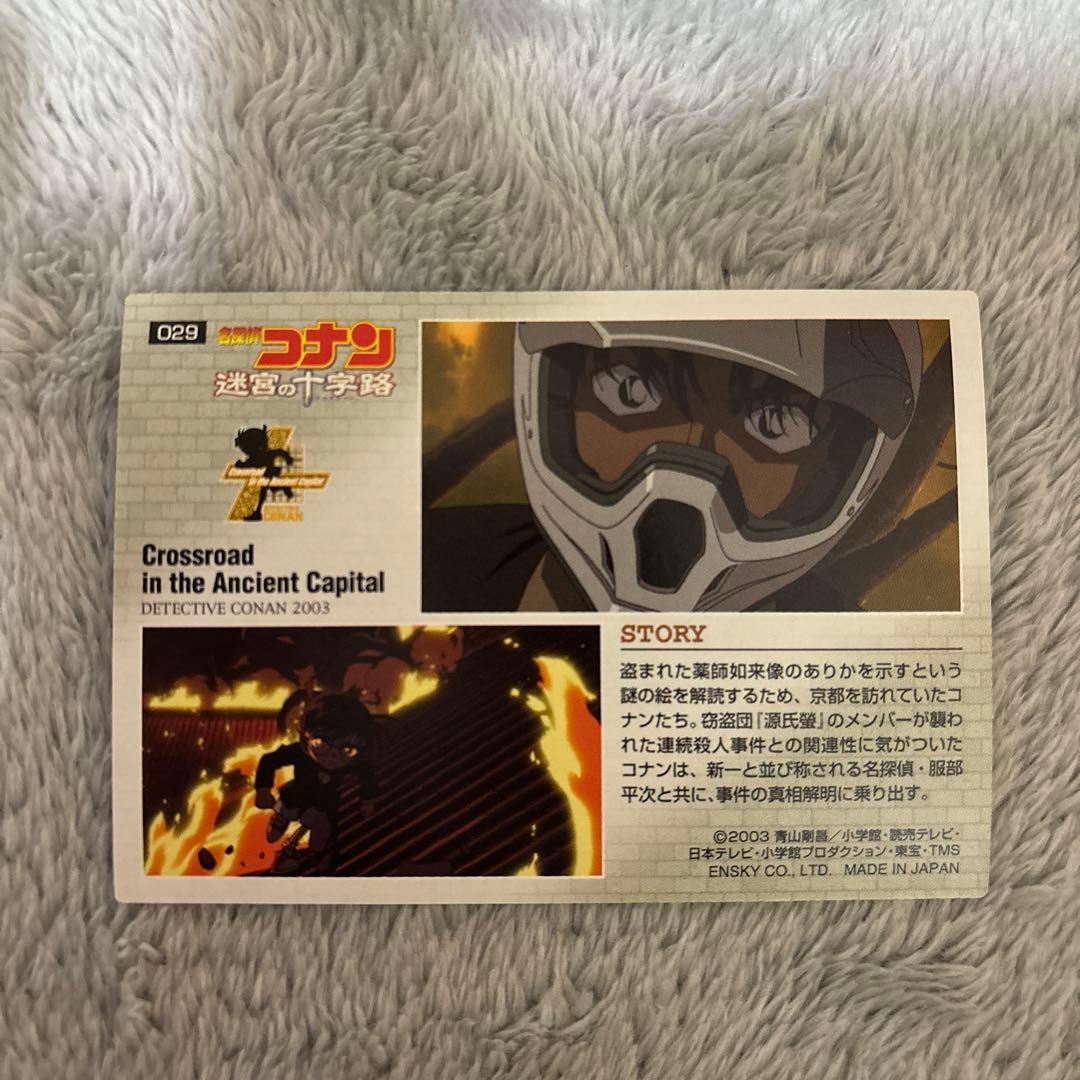 029
名探偵
コナン
迷宮の十字路
Crossroad
in the Ancient Capital
CONAN
Crossroad
in the Ancient Capital
DETECTIVE CONAN 2003
STORY
盗まれた薬師如来像のありかを示すという
謎の絵を解読するため、京都を訪れていたコ
ナンたち。窃盗団『源氏螢』のメンバーが襲わ
れた連続殺人事件との関連性に気がついた
コナンは、新一と並び称される名探偵・服部
平次と共に、事件の真相解明に乗り出す。
©2003 青山剛昌／小学館・読売テレビ・
日本テレビ・小学館プロダクション・東宝・TMS
ENSKY CO., LTD. MADE IN JAPAN